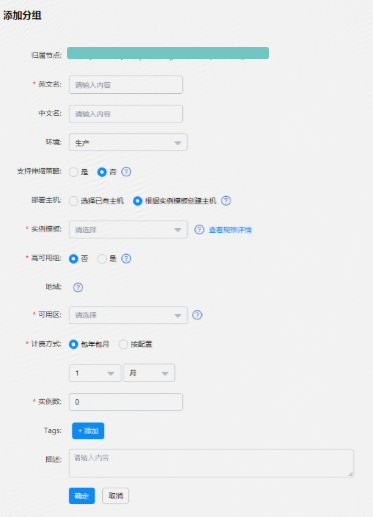 添加分组
归属节点:
* 英文名: 请输入内容
中文名: 请输入内容
环境: 生产
支持伸缩策略: 是 否 ?
部署主机: 选择已有主机 根据实例模板创建主机 ?
* 实例模板: 请选择 ? 查看规格详情
* 高可用组: 否 是 ?
地域: ?
* 可用区: 请选择 ?
* 计费方式: 包年包月 按配置
1 月
* 实例数: 0
Tags: + 添加
描述: 请输入内容
确定 取消